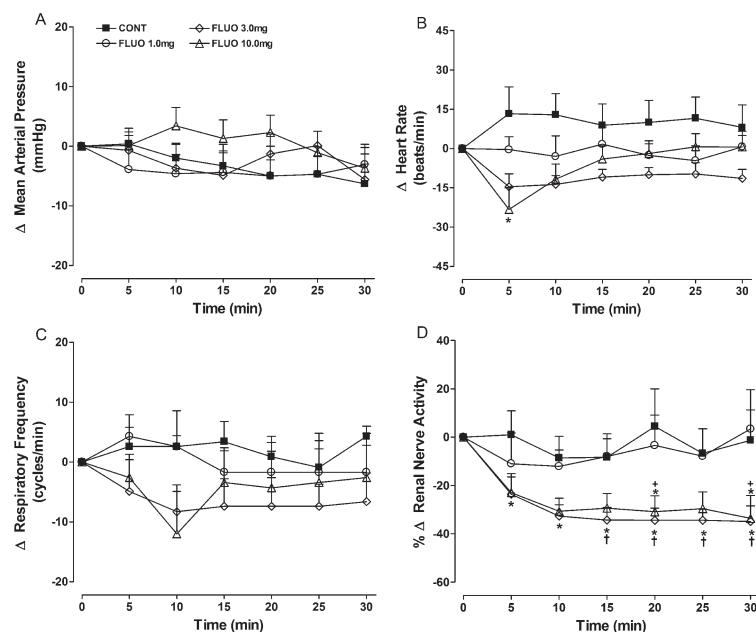 A
CONT
FLUO 3.0mg
FLUO 1.0mg
FLUO 10.0mg
20
10
0
-10
-20
Δ Mean Arterial Pressure
(mmHg)
0 5 10 15 20 25 30
Time (min)
B
45
30
15
0
-15
-30
-45
Δ Heart Rate
(beats/min)
*
0 5 10 15 20 25 30
Time (min)
C
20
10
0
-10
-20
Δ Respiratory Frequency
(cycles/min)
0 5 10 15 20 25 30
Time (min)
D
40
20
0
-20
-40
-60
% Δ Renal Nerve Activity
+ +
* *
* * * * * *
† † † †
0 5 10 15 20 25 30
Time (min)